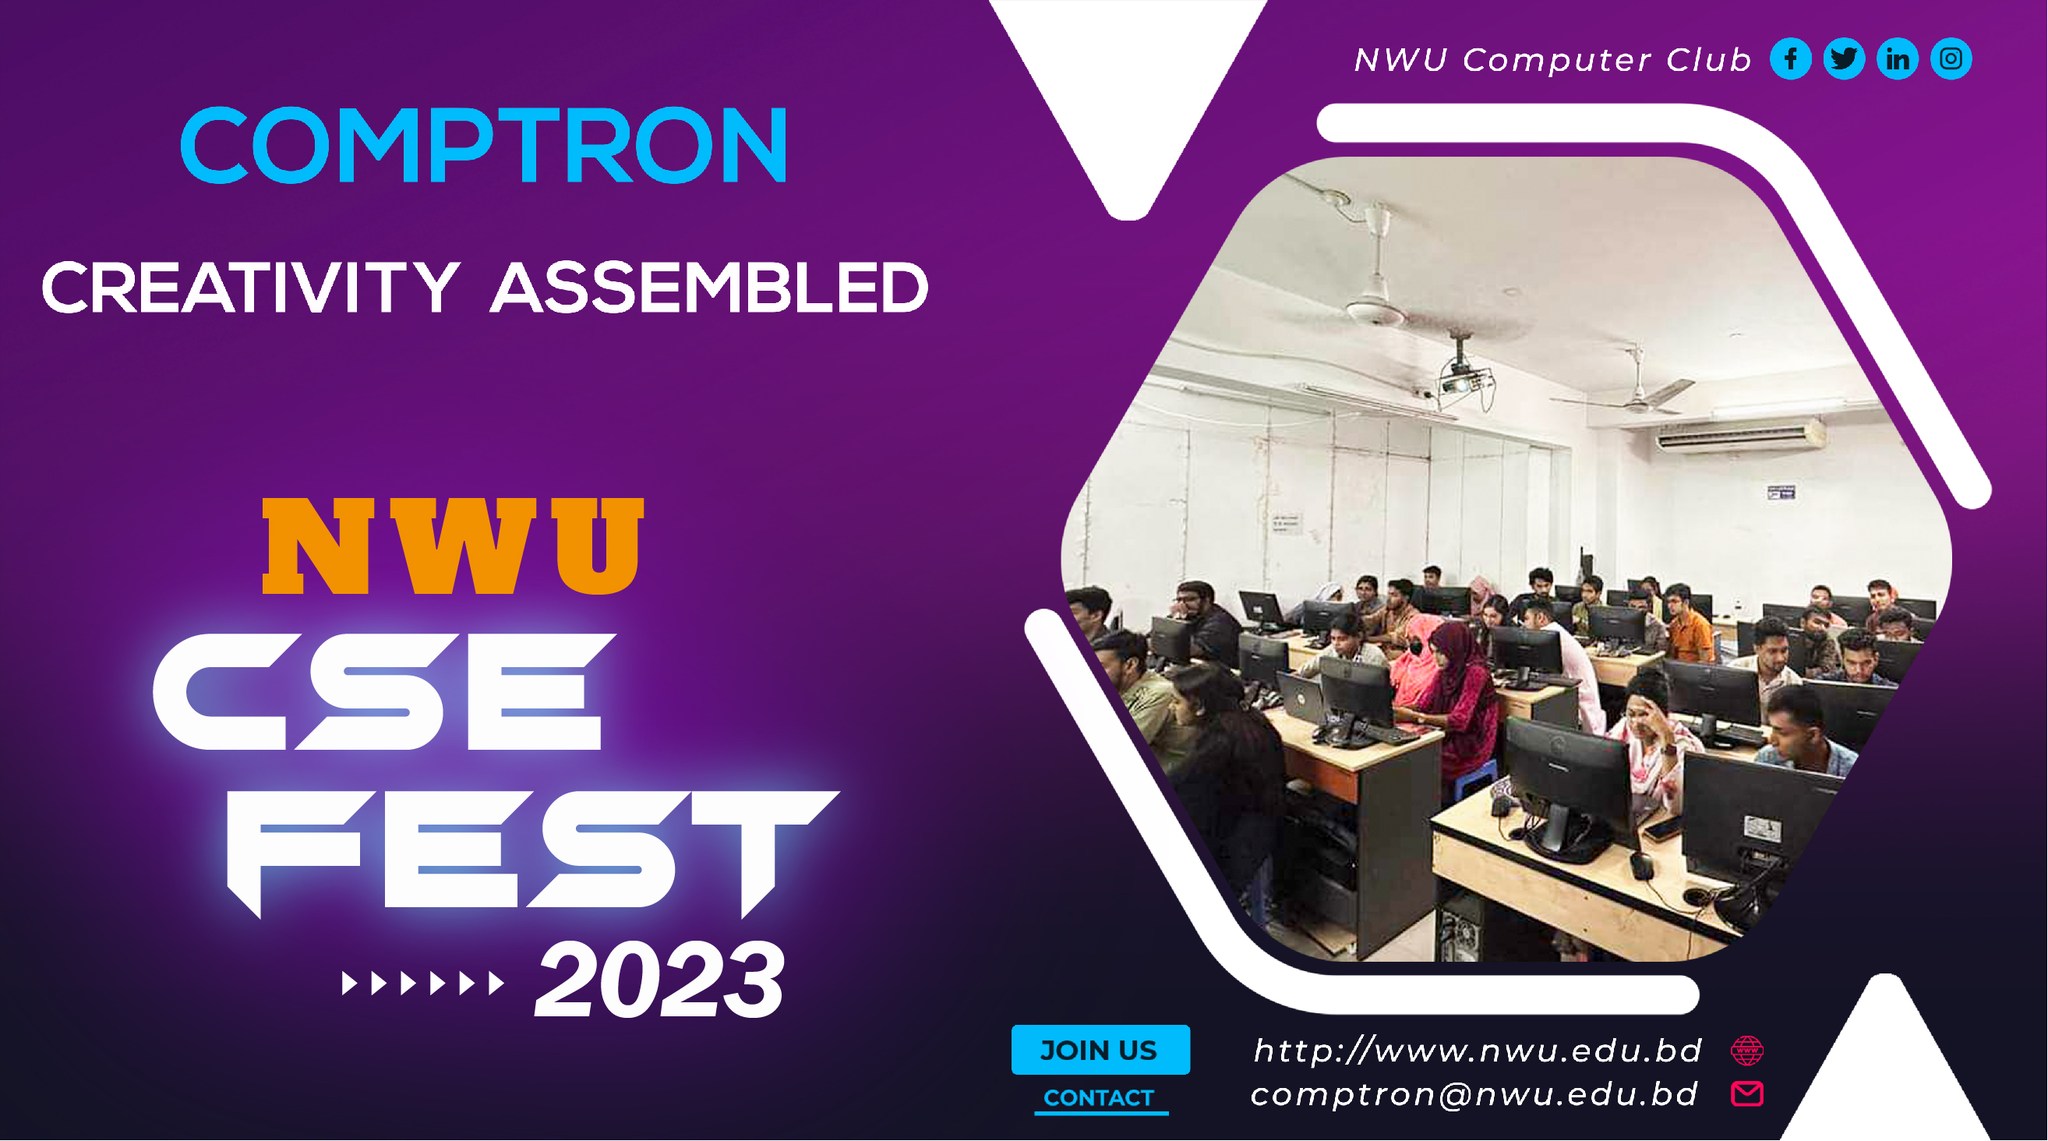 NWU Computer Club
COMPTRON
CREATIVITY ASSEMBLED
NWU
CSE
FEST
2023
JOIN US
CONTACT
http://www.nwu.edu.bd
comptron@nwu.edu.bd